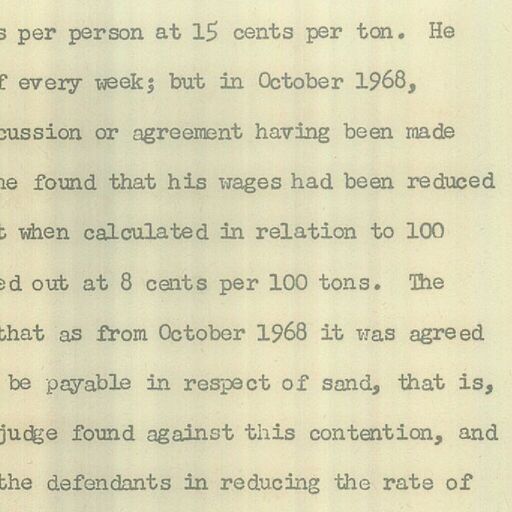 s per person at 15 cents per ton. He
f every week; but in October 1968,
cussion or agreement having been made
he found that his wages had been reduced
t when calculated in relation to 100
ed out at 8 cents per 100 tons. The
that as from October 1968 it was agreed
be payable in respect of sand, that is,
judge found against this contention, and
the defendants in reducing the rate of